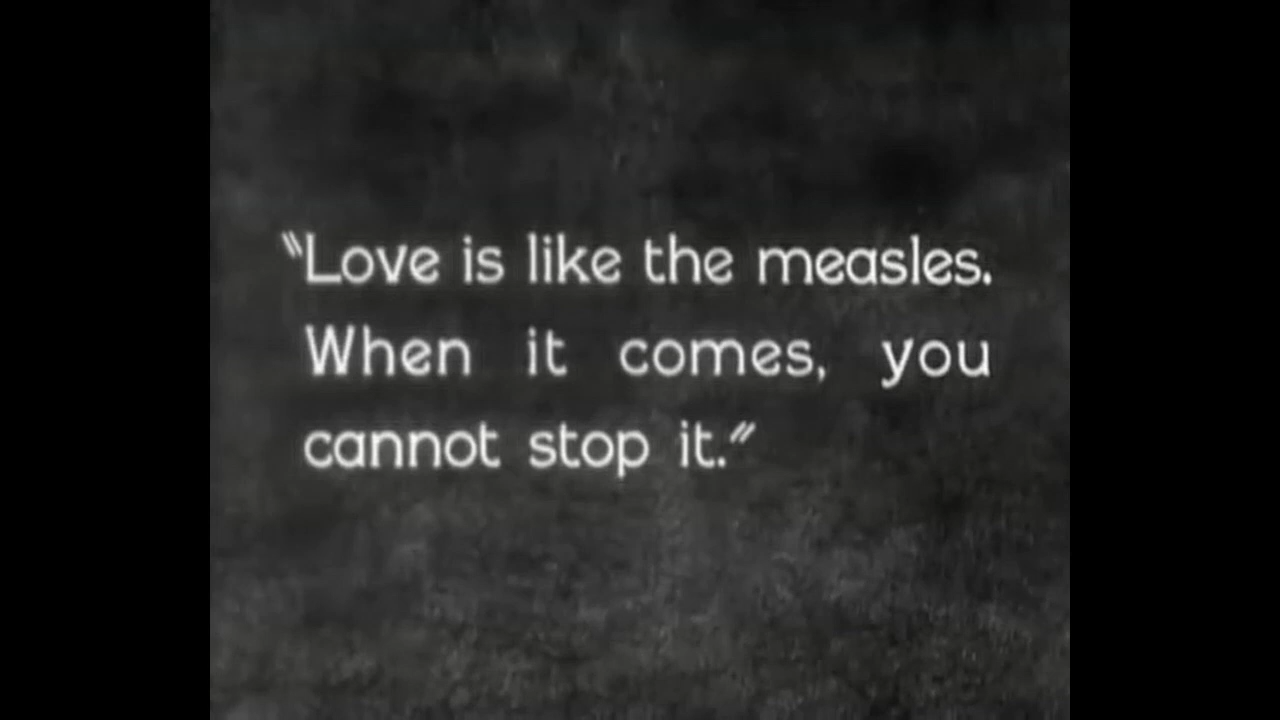 "Love is like the measles.
When it comes, you
cannot stop it."